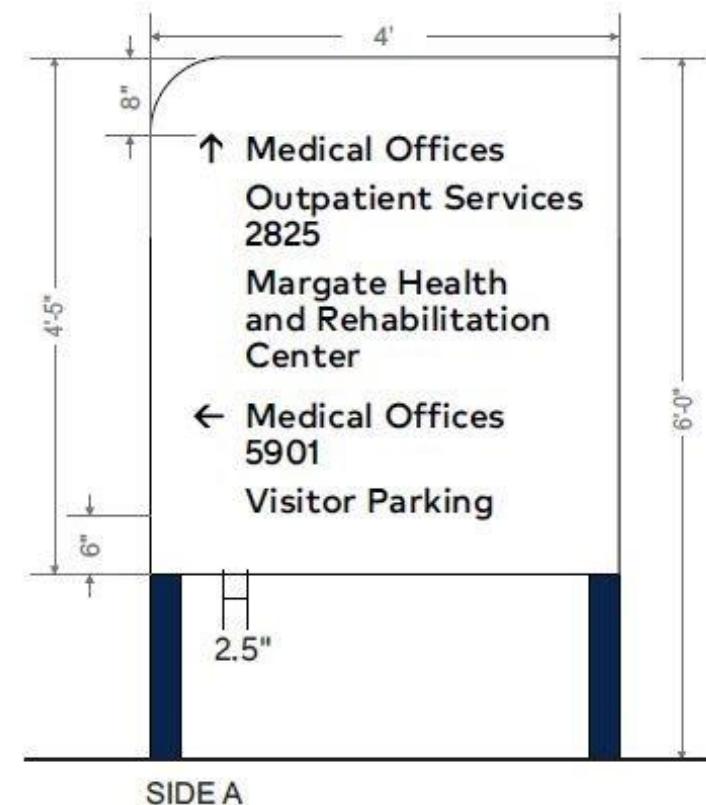 4'
8"
↑ Medical Offices
Outpatient Services
2825
Margate Health
and Rehabilitation
Center
4'-5"
6'-0"
← Medical Offices
5901
Visitor Parking
6"
2.5"
SIDE A